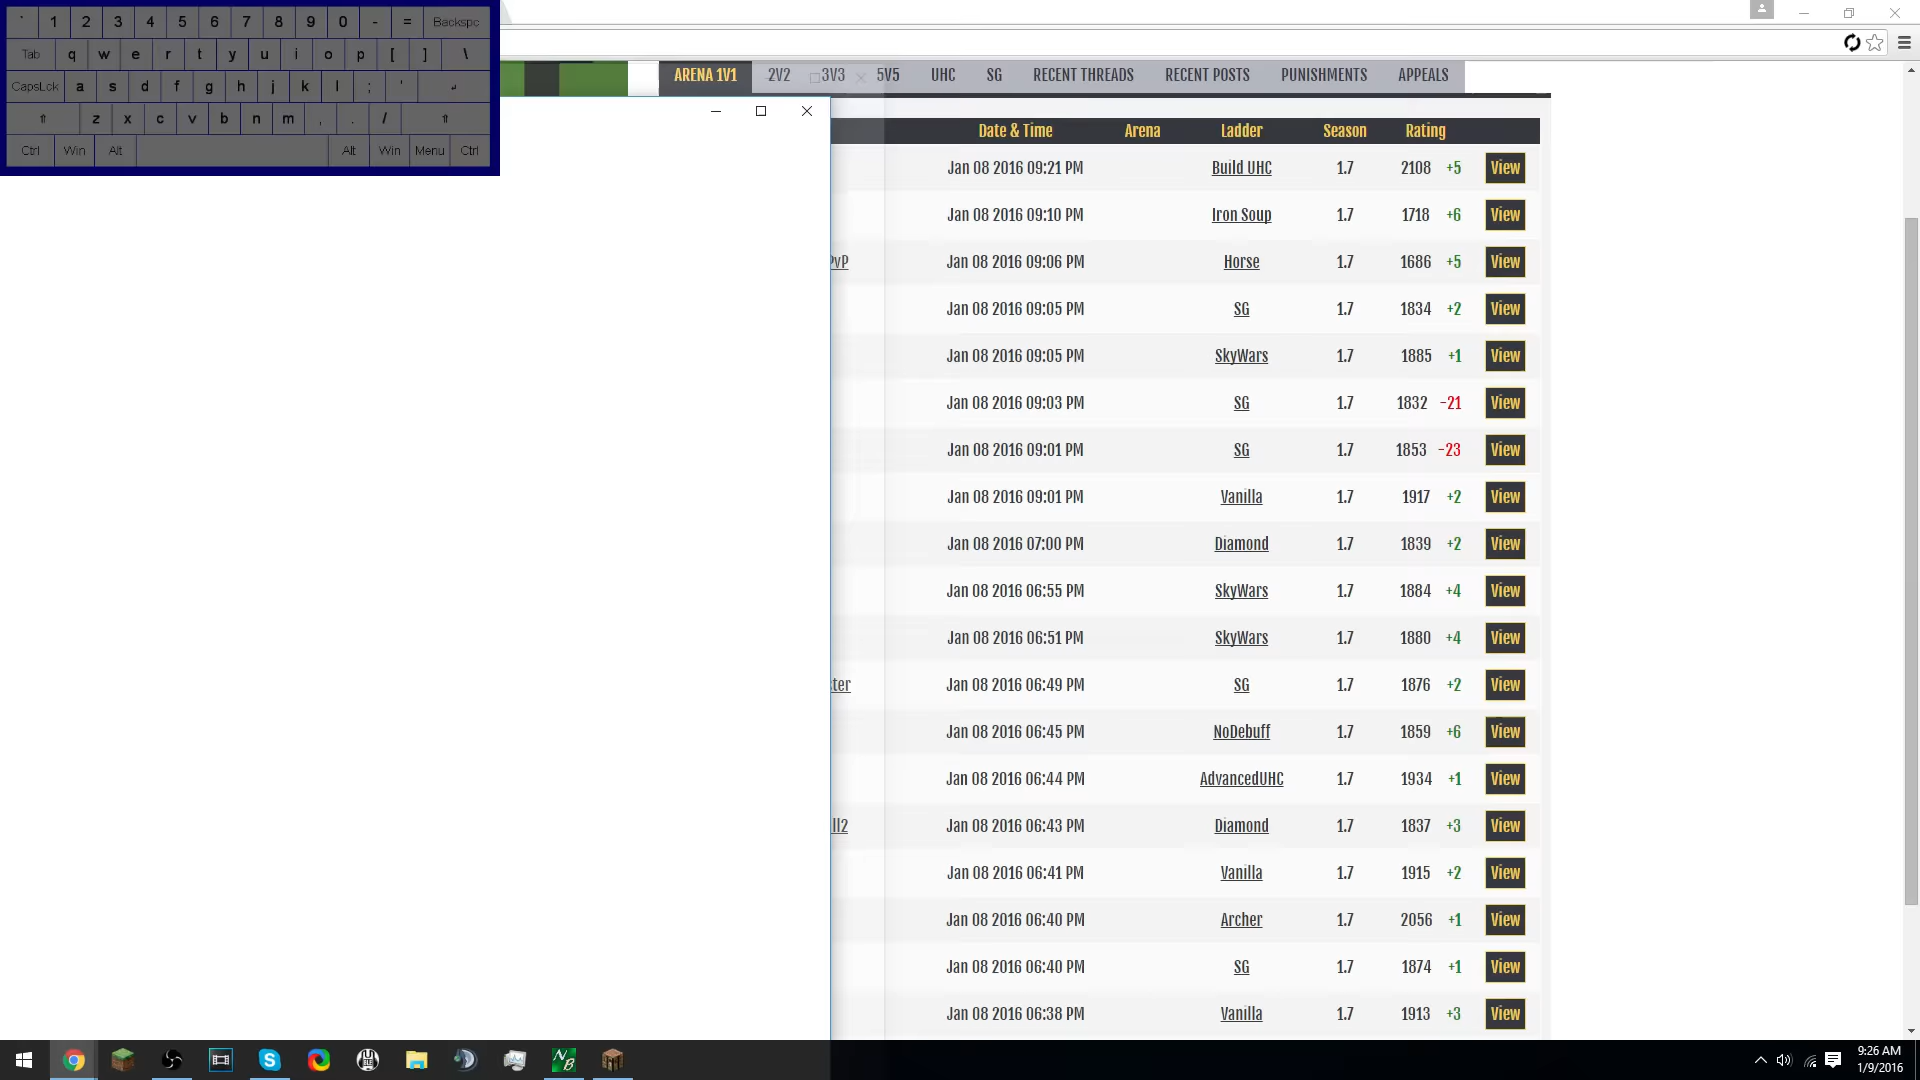 ` 1 2 3 4 5 6 7 8 9 0 - = Backspc
Tab q w e r t y u i o p [ ] \
CapsLck a s d f g h j k l ; '
z x c v b n m , . /
Ctrl Win Alt Alt Win Menu Ctrl
ARENA 1V1 2V2 3V3 5V5 UHC SG RECENT THREADS RECENT POSTS PUNISHMENTS APPEALS
Date & Time Arena Ladder Season Rating
Jan 08 2016 09:21 PM Build UHC 1.7 2108 +5 View
Jan 08 2016 09:10 PM Iron Soup 1.7 1718 +6 View
PvP Jan 08 2016 09:06 PM Horse 1.7 1686 +5 View
Jan 08 2016 09:05 PM SG 1.7 1834 +2 View
Jan 08 2016 09:05 PM SkyWars 1.7 1885 +1 View
Jan 08 2016 09:03 PM SG 1.7 1832 -21 View
Jan 08 2016 09:01 PM SG 1.7 1853 -23 View
Jan 08 2016 09:01 PM Vanilla 1.7 1917 +2 View
Jan 08 2016 07:00 PM Diamond 1.7 1839 +2 View
Jan 08 2016 06:55 PM SkyWars 1.7 1884 +4 View
Jan 08 2016 06:51 PM SkyWars 1.7 1880 +4 View
ter Jan 08 2016 06:49 PM SG 1.7 1876 +2 View
Jan 08 2016 06:45 PM NoDebuff 1.7 1859 +6 View
Jan 08 2016 06:44 PM AdvancedUHC 1.7 1934 +1 View
ll2 Jan 08 2016 06:43 PM Diamond 1.7 1837 +3 View
Jan 08 2016 06:41 PM Vanilla 1.7 1915 +2 View
Jan 08 2016 06:40 PM Archer 1.7 2056 +1 View
Jan 08 2016 06:40 PM SG 1.7 1874 +1 View
Jan 08 2016 06:38 PM Vanilla 1.7 1913 +3 View
9:26 AM
1/9/2016